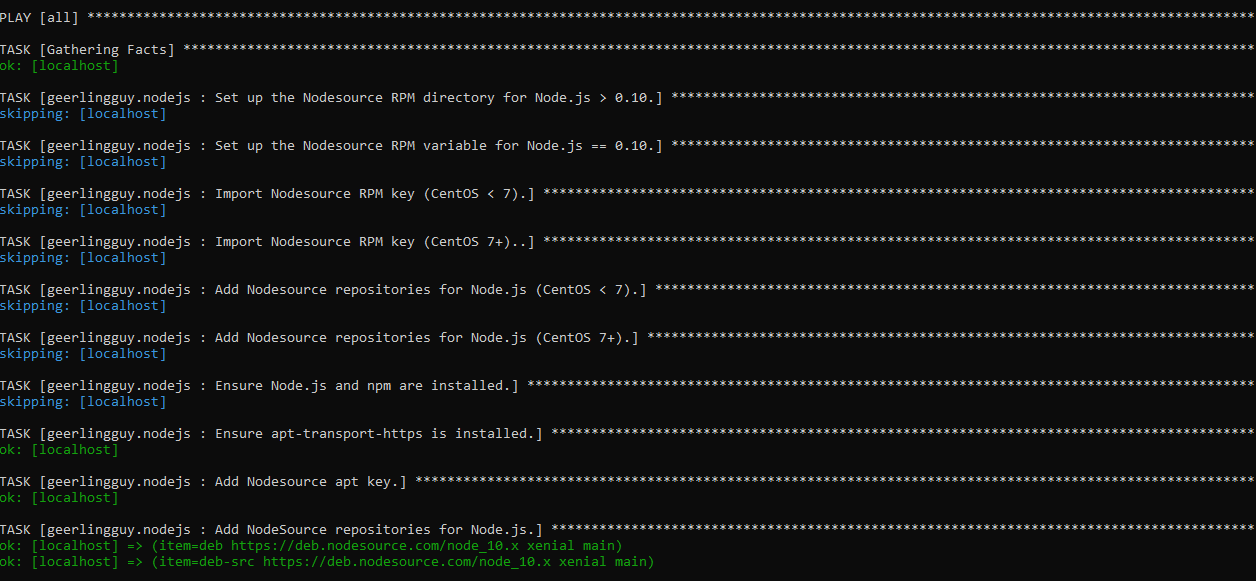 PLAY [all] *************************************************************************************************************************************************
TASK [Gathering Facts] *************************************************************************************************************************************
ok: [localhost]
TASK [geerlingguy.nodejs : Set up the Nodesource RPM directory for Node.js > 0.10.] *************************************************************************
skipping: [localhost]
TASK [geerlingguy.nodejs : Set up the Nodesource RPM variable for Node.js == 0.10.] *************************************************************************
skipping: [localhost]
TASK [geerlingguy.nodejs : Import Nodesource RPM key (CentOS < 7).] *****************************************************************************************
skipping: [localhost]
TASK [geerlingguy.nodejs : Import Nodesource RPM key (CentOS 7+)..] *****************************************************************************************
skipping: [localhost]
TASK [geerlingguy.nodejs : Add Nodesource repositories for Node.js (CentOS < 7).] ***************************************************************************
skipping: [localhost]
TASK [geerlingguy.nodejs : Add Nodesource repositories for Node.js (CentOS 7+).] ****************************************************************************
skipping: [localhost]
TASK [geerlingguy.nodejs : Ensure Node.js and npm are installed.] *******************************************************************************************
skipping: [localhost]
TASK [geerlingguy.nodejs : Ensure apt-transport-https is installed.] ****************************************************************************************
ok: [localhost]
TASK [geerlingguy.nodejs : Add Nodesource apt key.] *********************************************************************************************************
ok: [localhost]
TASK [geerlingguy.nodejs : Add NodeSource repositories for Node.js.] ****************************************************************************************
ok: [localhost] => (item=deb https://deb.nodesource.com/node_10.x xenial main)
ok: [localhost] => (item=deb-src https://deb.nodesource.com/node_10.x xenial main)